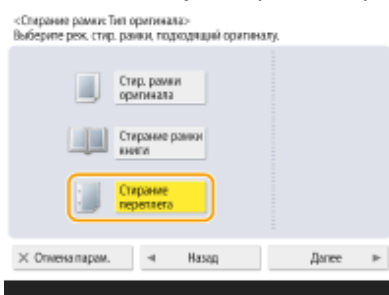 <Стирание рамки: Тип оригинала>
Выберите реж. стир. рамки, подходящий оригиналу.
Стир. рамки
оригинала
Стирание рамки
книги
Стирание
переплета
× Отмена парам.
◄ Назад
Далее ►